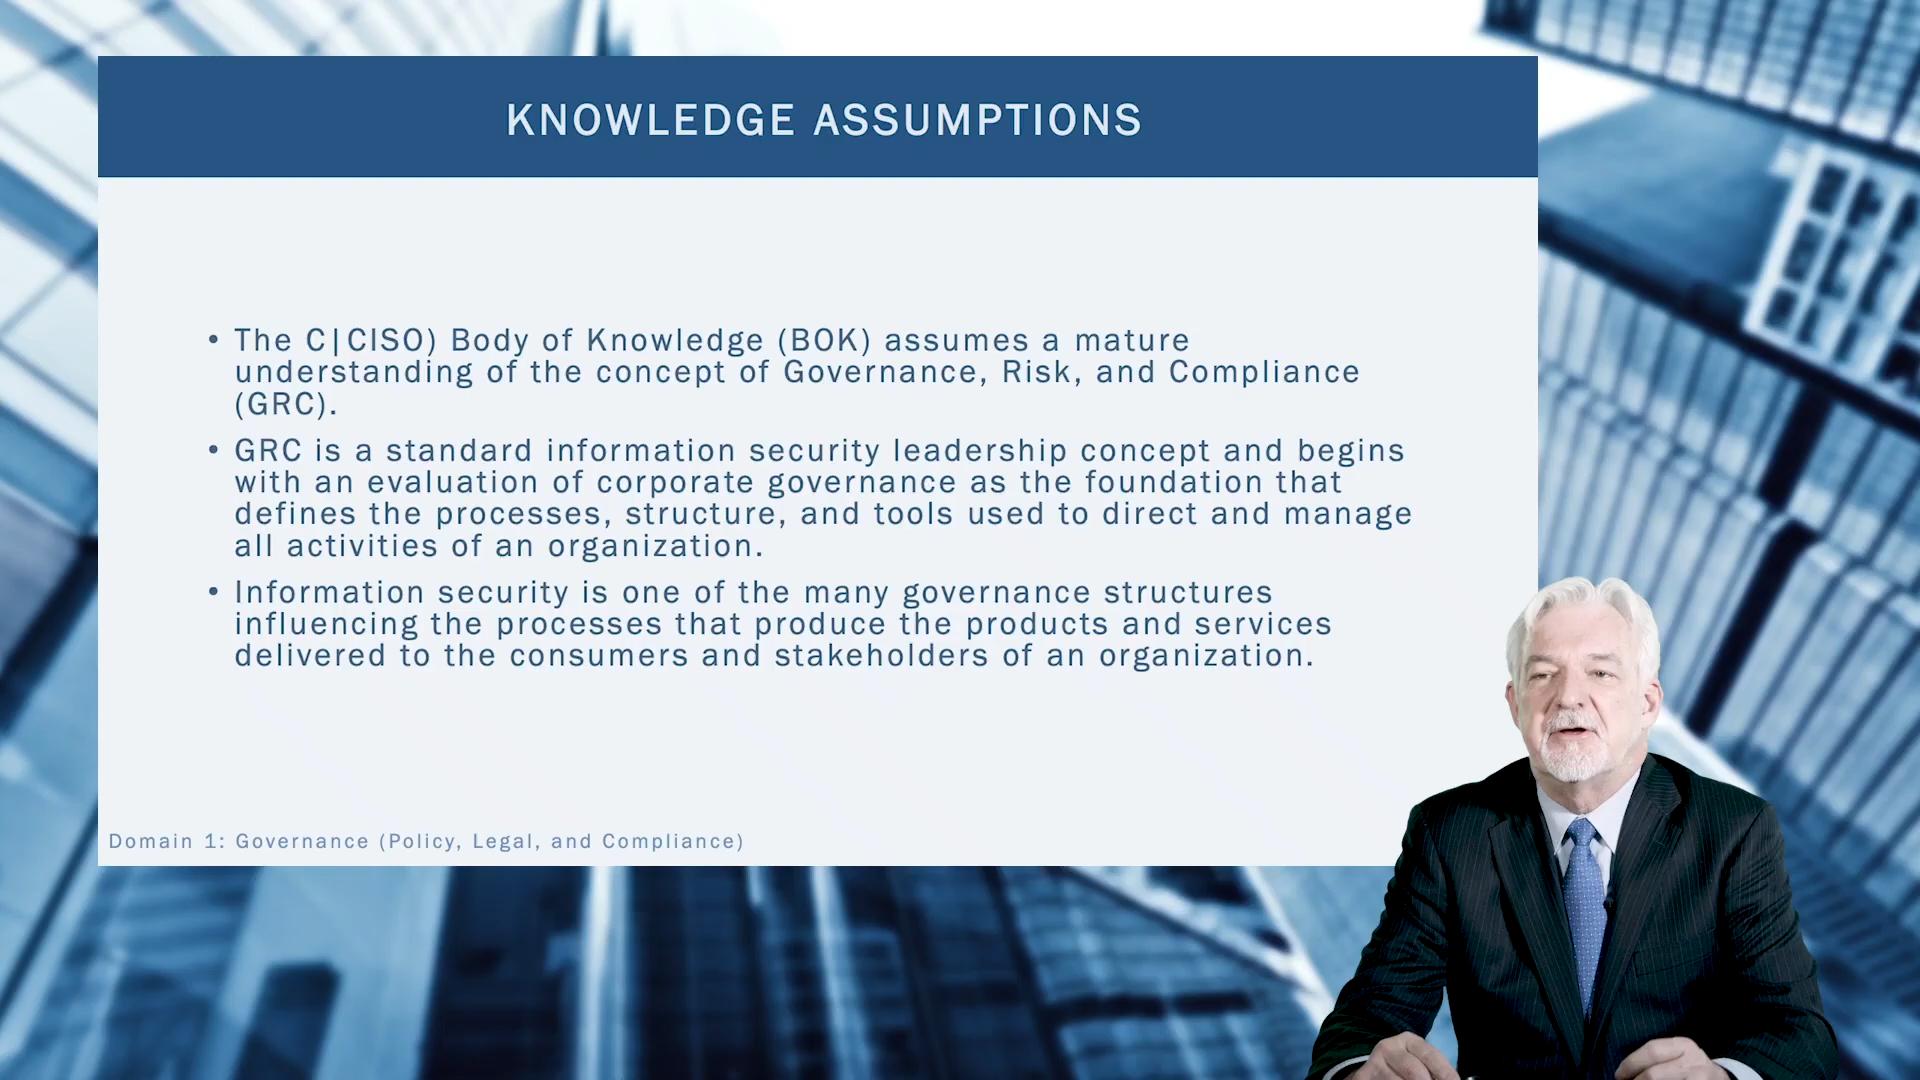 KNOWLEDGE ASSUMPTIONS
• The C|CISO) Body of Knowledge (BOK) assumes a mature
understanding of the concept of Governance, Risk, and Compliance
(GRC).
• GRC is a standard information security leadership concept and begins
with an evaluation of corporate governance as the foundation that
defines the processes, structure, and tools used to direct and manage
all activities of an organization.
• Information security is one of the many governance structures
influencing the processes that produce the products and services
delivered to the consumers and stakeholders of an organization.
Domain 1: Governance (Policy, Legal, and Compliance)